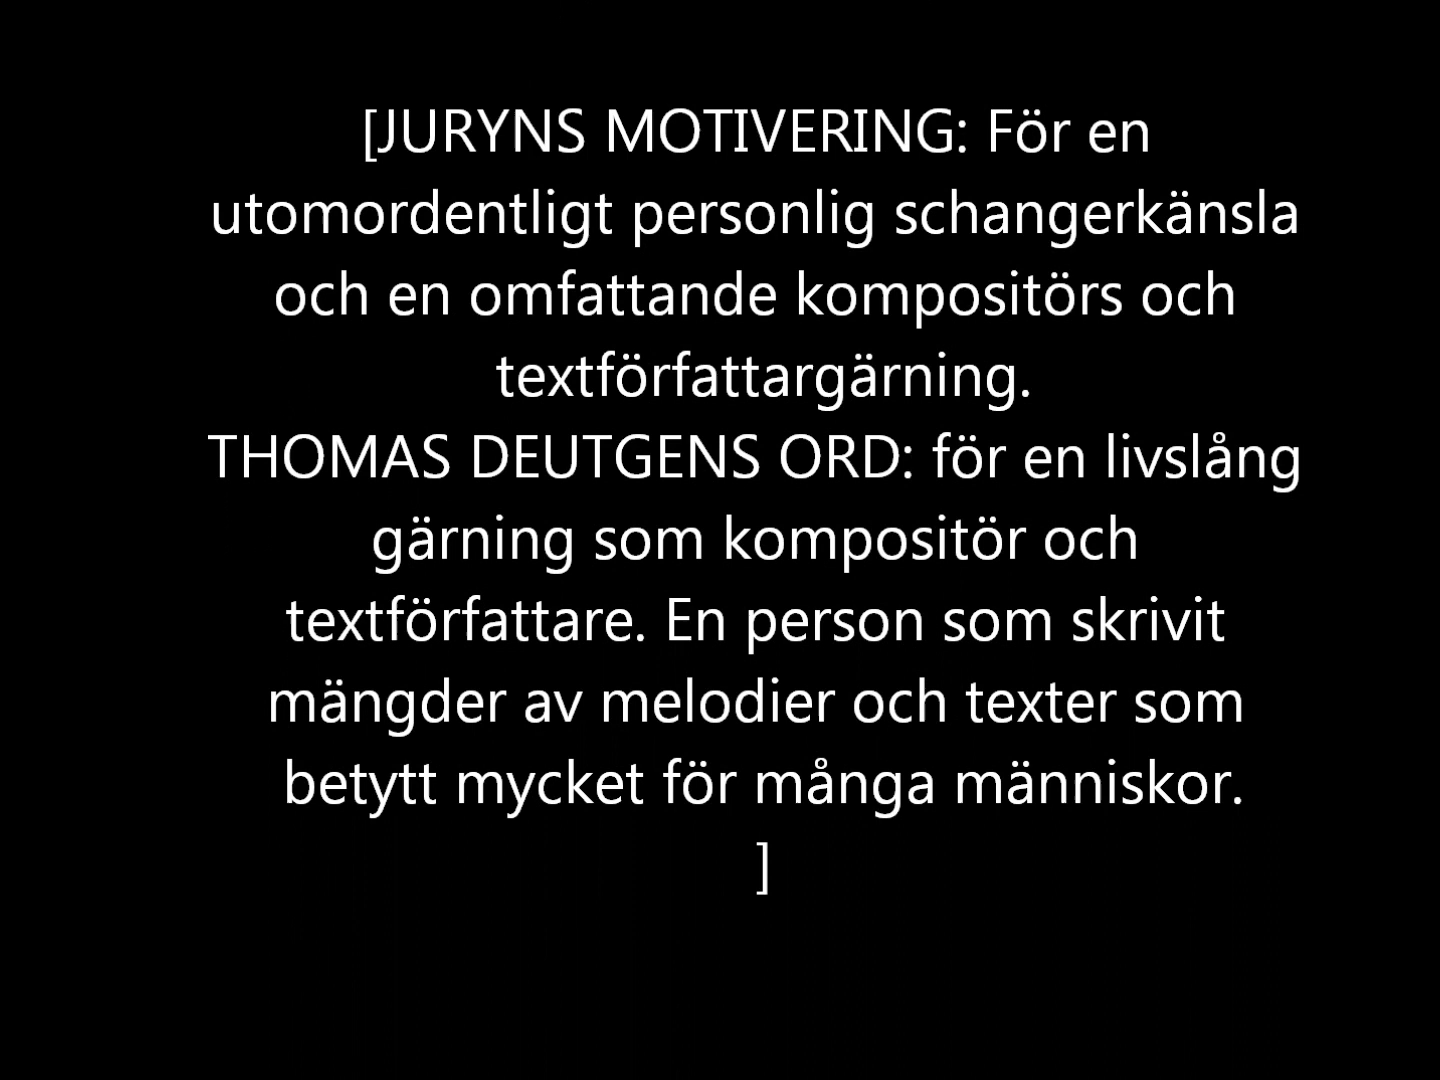 [JURYNS MOTIVERING: För en
utomordentligt personlig schangerkänsla
och en omfattande kompositörs och
textförfattargärning.
THOMAS DEUTGENS ORD: för en livslång
gärning som kompositör och
textförfattare. En person som skrivit
mängder av melodier och texter som
betytt mycket för många människor.
]